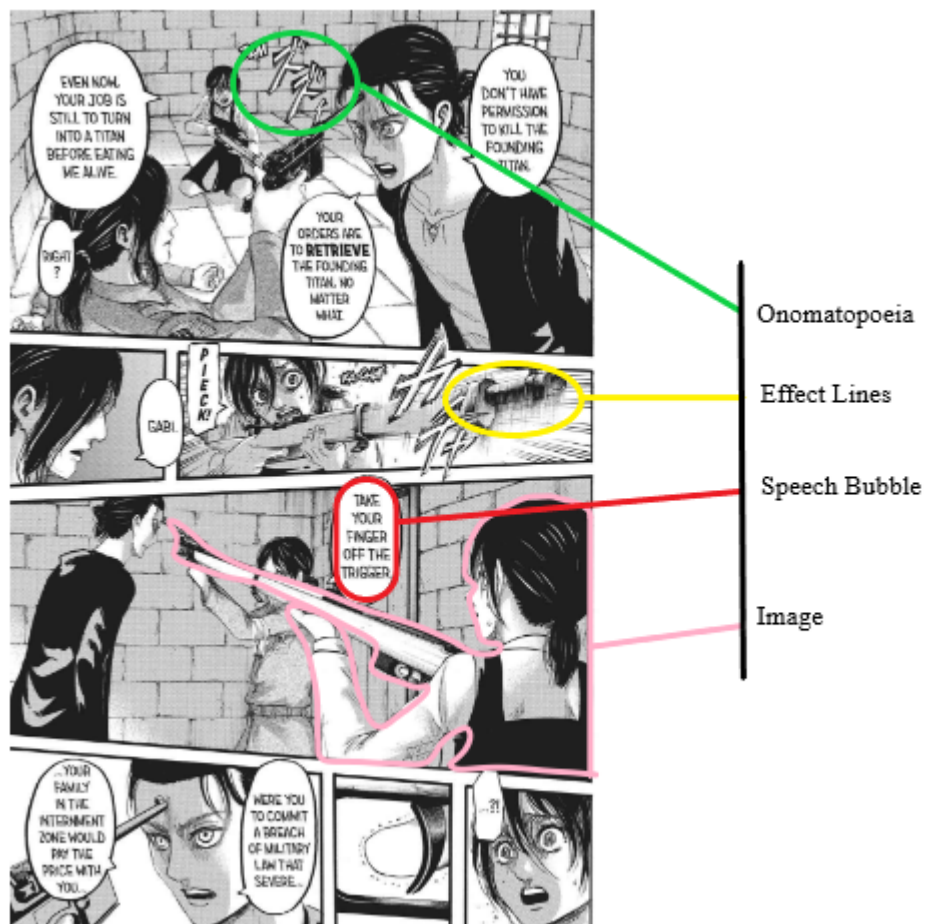 YOU
DON'T HAVE
PERMISSION
TO KILL THE
FOUNDING
TITAN.
YOUR
ORDERS ARE
TO RETRIEVE
THE FOUNDING
TITAN, NO
MATTER
WHAT.
EVEN NOW,
YOUR JOB IS
STILL TO TURN
INTO A TITAN
BEFORE EATING
ME ALIVE.
RIGHT
?
PIECK!
GABI.
TAKE
YOUR
FINGER
OFF THE
TRIGGER.
...?!
WERE YOU
TO COMMIT
A BREACH
OF MILITARY
LAW THAT
SEVERE...
...YOUR
FAMILY
IN THE
INTERNMENT
ZONE WOULD
PAY THE
PRICE WITH
YOU...
Onomatopoeia
Effect Lines
Speech Bubble
Image